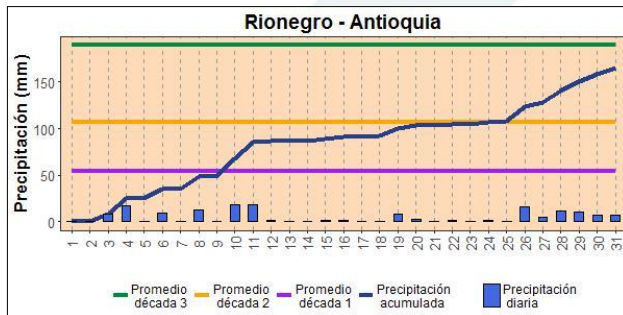 Rionegro - Antioquia
Precipitación (mm)
150
100
50
0
1 2 3 4 5 6 7 8 9 10 11 12 13 14 15 16 17 18 19 20 21 22 23 24 25 26 27 28 29 30 31
Promedio década 3
Promedio década 2
Promedio década 1
Precipitación acumulada
Precipitación diaria